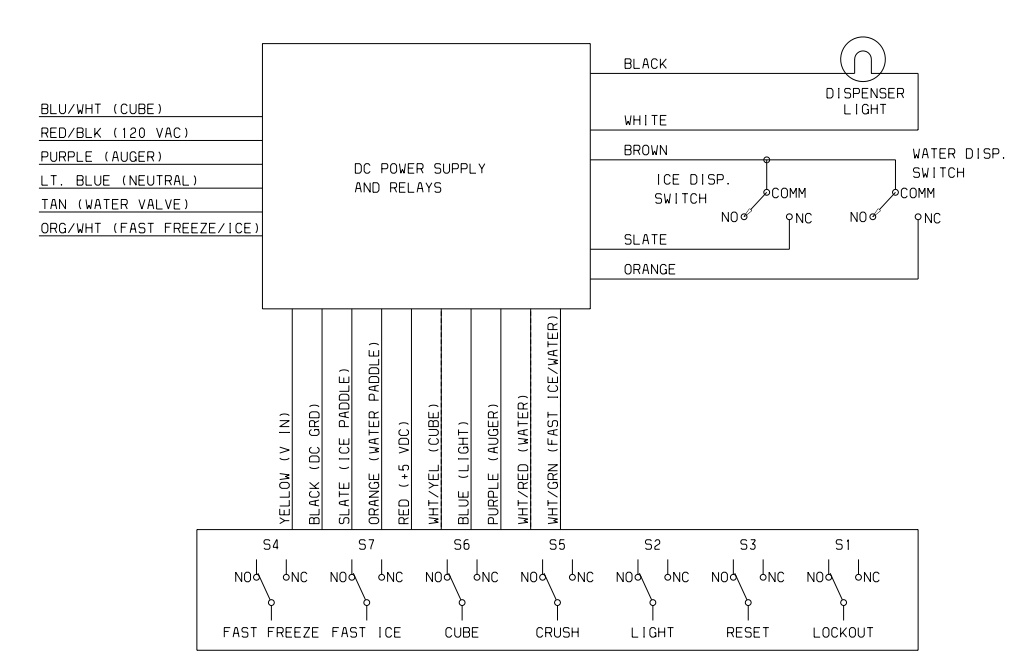 BLACK
DISPENSER
LIGHT
BLU/WHT (CUBE)
WHITE
RED/BLK (120 VAC)
PURPLE (AUGER)
LT. BLUE (NEUTRAL)
TAN (WATER VALVE)
ORG/WHT (FAST FREEZE/ICE)
DC POWER SUPPLY
AND RELAYS
BROWN
ICE DISP.
SWITCH
COMM
NO
NC
WATER DISP.
SWITCH
COMM
NO
NC
SLATE
ORANGE
YELLOW (V IN)
BLACK (DC GRD)
SLATE (ICE PADDLE)
ORANGE (WATER PADDLE)
RED (+5 VDC)
WHT/YEL (CUBE)
BLUE (LIGHT)
PURPLE (AUGER)
WHT/RED (WATER)
WHT/GRN (FAST ICE/WATER)
S4 S7 S6 S5 S2 S3 S1
NO NC NO NC NO NC NO NC NO NC NO NC NO NC
FAST FREEZE FAST ICE CUBE CRUSH LIGHT RESET LOCKOUT